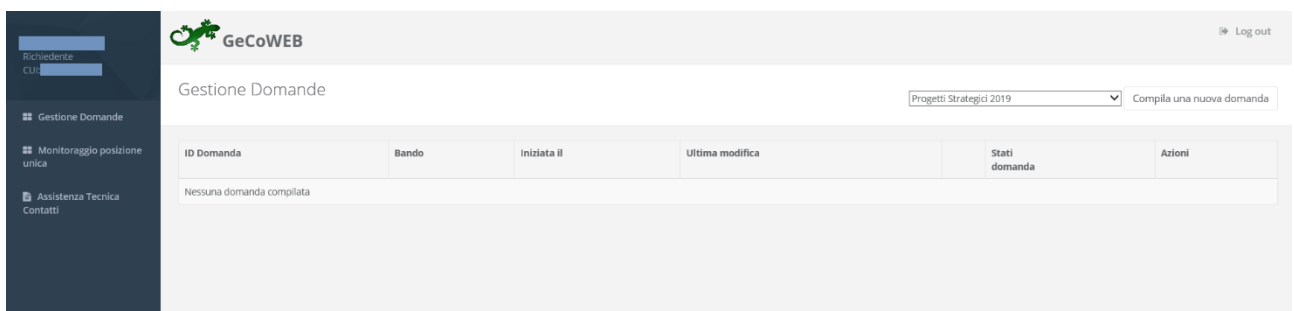 Richiedente
CUI:
Gestione Domande
Monitoraggio posizione
unica
Assistenza Tecnica
Contatti
GeCoWEB
Log out
Gestione Domande
Progetti Strategici 2019
Compila una nuova domanda
ID Domanda Bando Iniziata il Ultima modifica Stati
domanda Azioni
Nessuna domanda compilata